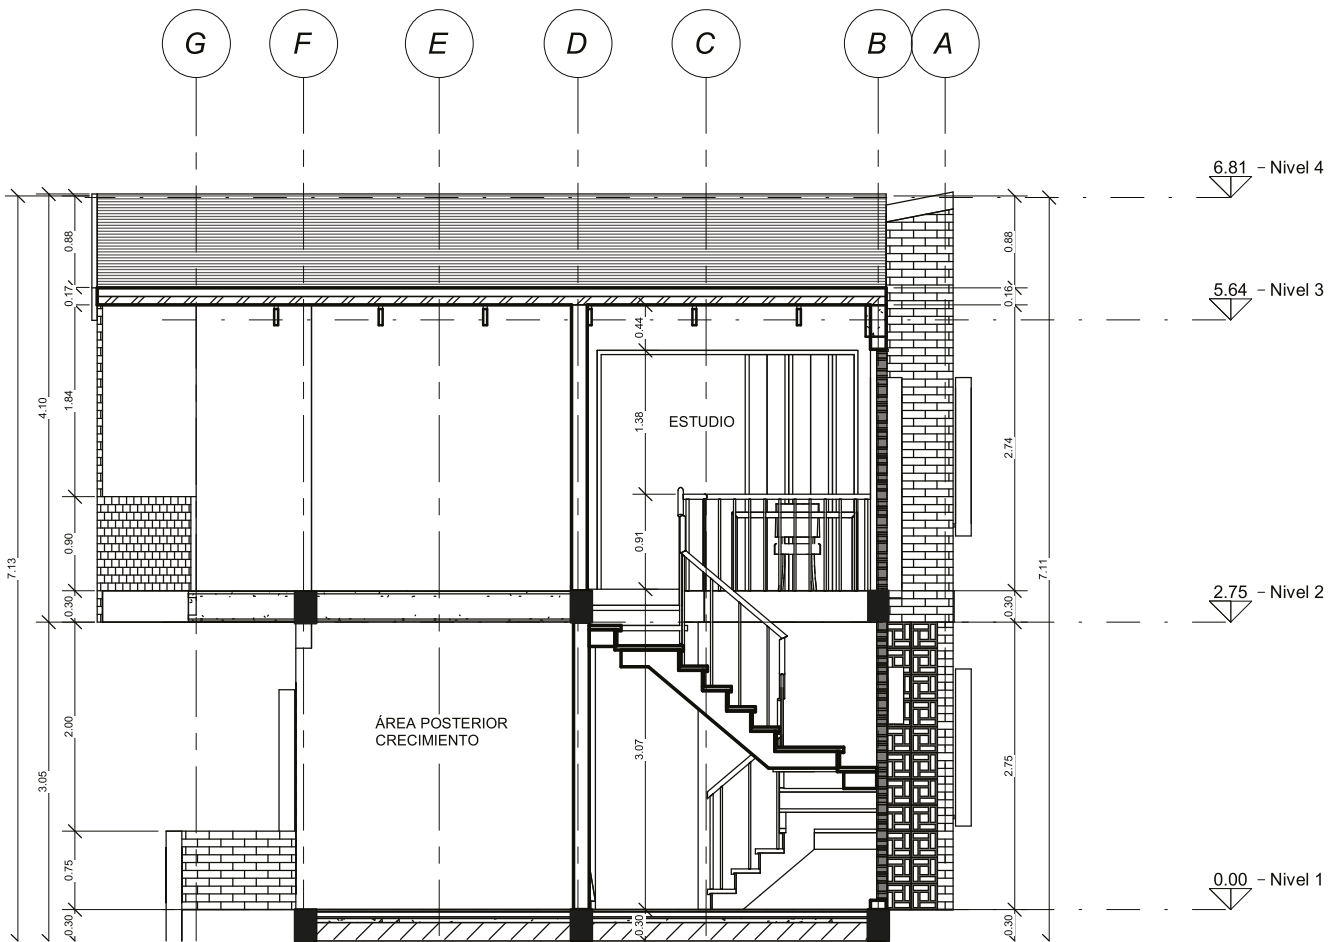 G F E D C B A
6.81 – Nivel 4
5.64 – Nivel 3
2.75 – Nivel 2
0.00 – Nivel 1
ESTUDIO
ÁREA POSTERIOR
CRECIMIENTO
7.13
4.10
3.05
0.88
0.17
1.84
0.90
0.30
2.00
0.75
0.30
0.44
1.38
0.91
3.07
0.30
0.88
0.16
2.74
0.30
2.75
0.30
7.11